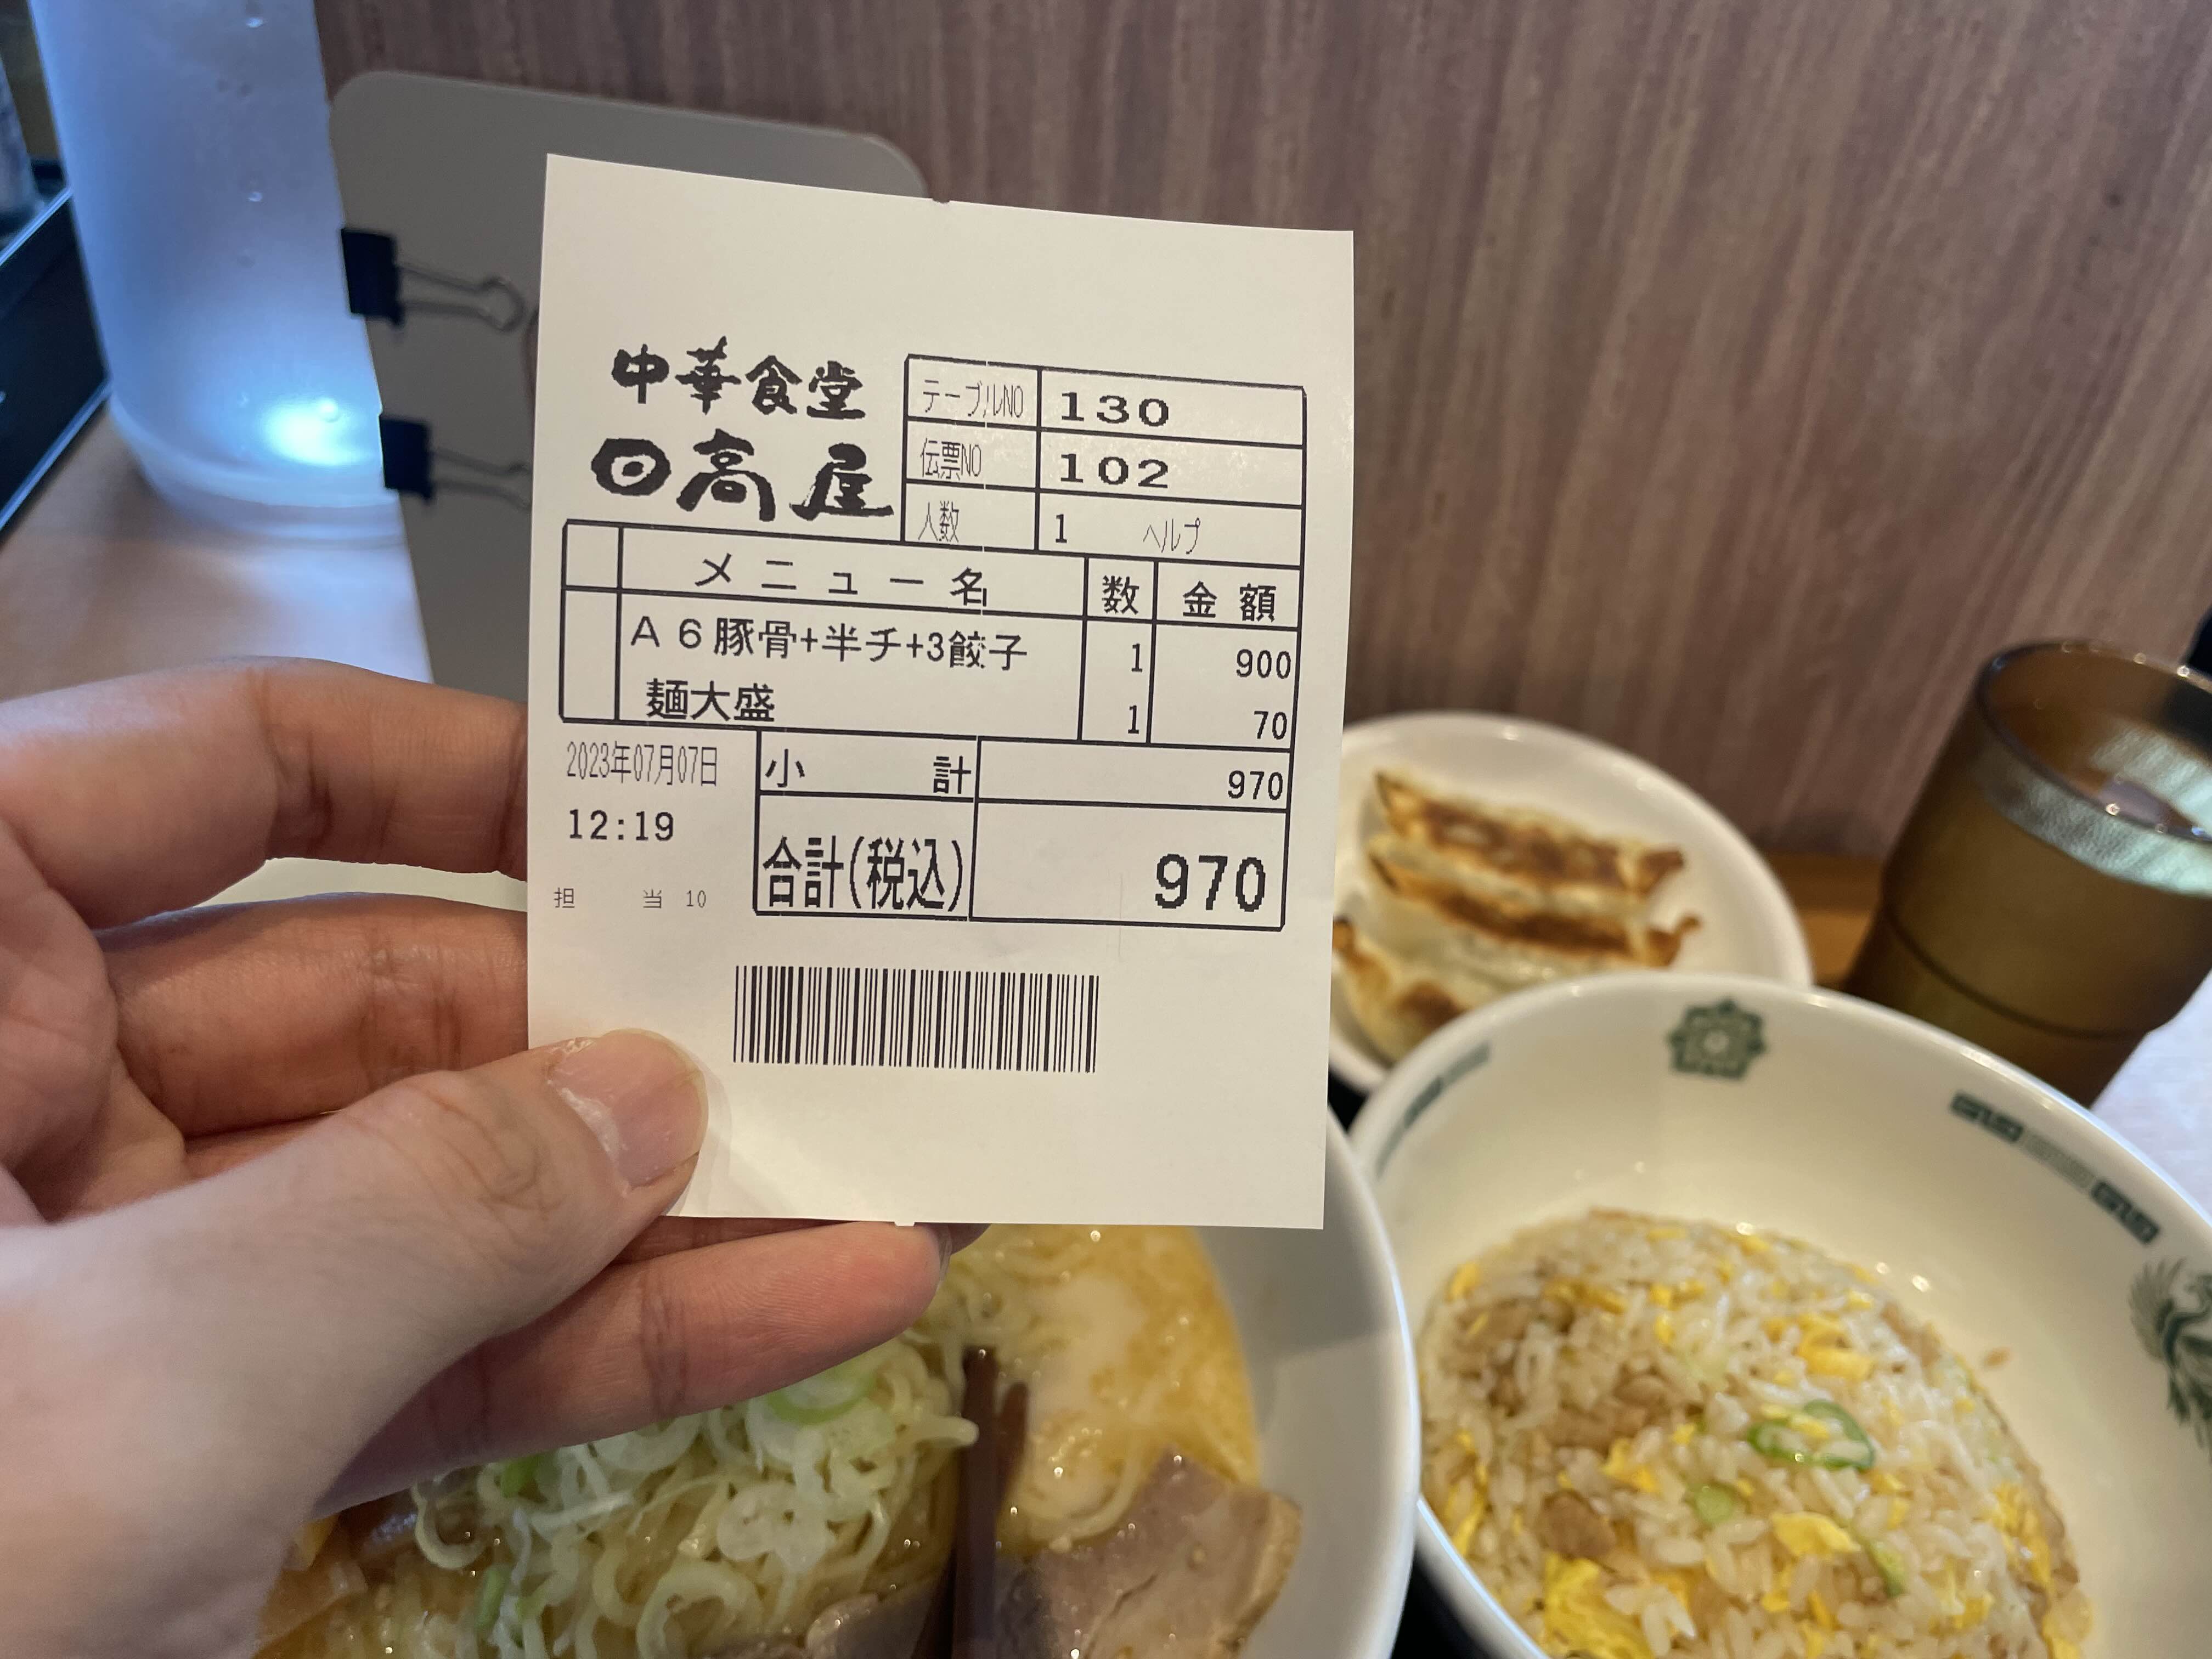 中華食堂
日高屋
テーブルNO 130
伝票NO 102
人数 1 ヘルプ
メニュー名 数 金額
A6豚骨+半チ+3餃子 1 900
麺大盛 1 70
2023年07月07日 小計 970
12:19
合計(税込) 970
担当 10